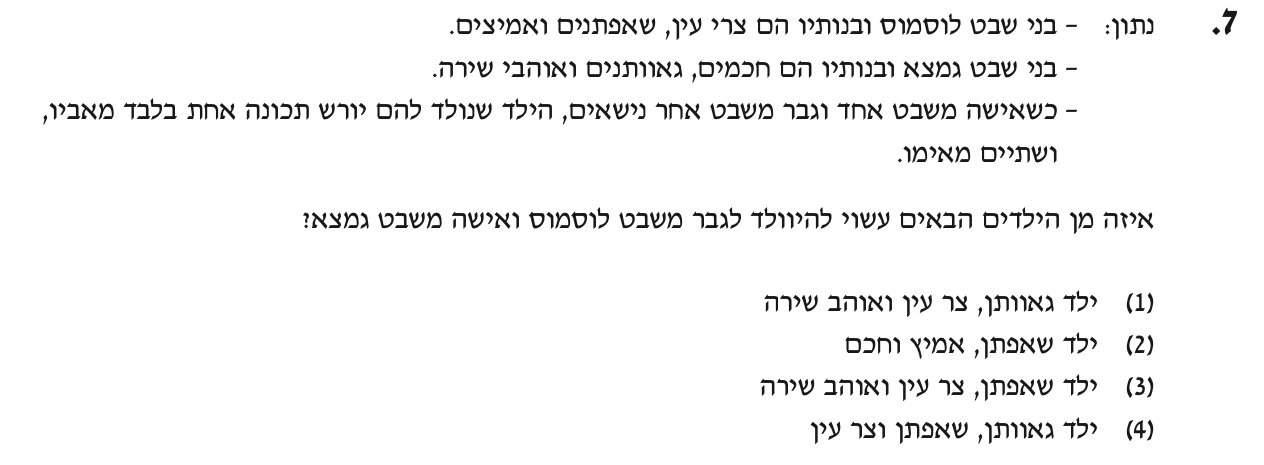 7. נתון: – בני שבט לוסמוס ובנותיו הם צרי עין, שאפתנים ואמיצים.
– בני שבט גמצא ובנותיו הם חכמים, גאוותנים ואוהבי שירה.
– כשאישה משבט אחד וגבר משבט אחר נישאים, הילד שנולד להם יורש תכונה אחת בלבד מאביו,
ושתיים מאימו.
איזה מן הילדים הבאים עשוי להיוולד לגבר משבט לוסמוס ואישה משבט גמצא?
(1) ילד גאוותן, צר עין ואוהב שירה
(2) ילד שאפתן, אמיץ וחכם
(3) ילד שאפתן, צר עין ואוהב שירה
(4) ילד גאוותן, שאפתן וצר עין